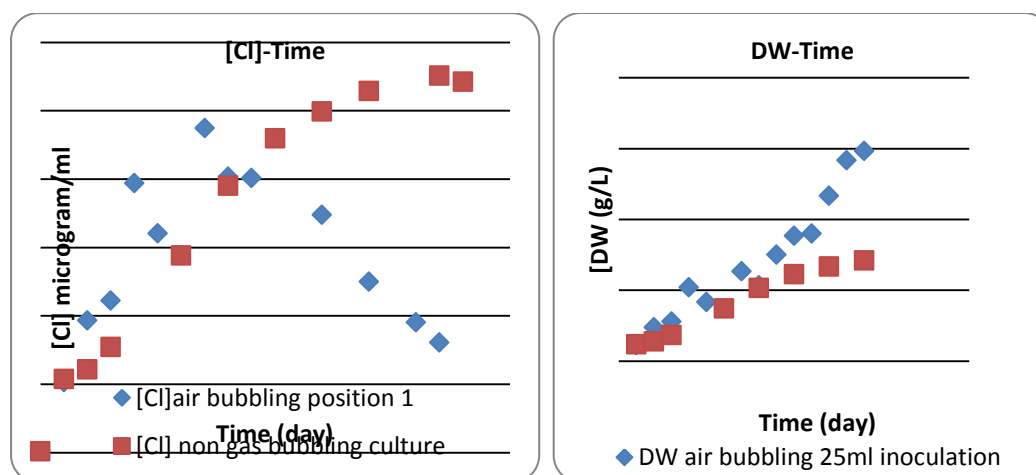 [Cl]-Time
[Cl] microgram/ml
[Cl]air bubbling position 1
Time (day)
[Cl] non gas bubbling culture
DW-Time
[DW (g/L)
Time (day)
DW air bubbling 25ml inoculation